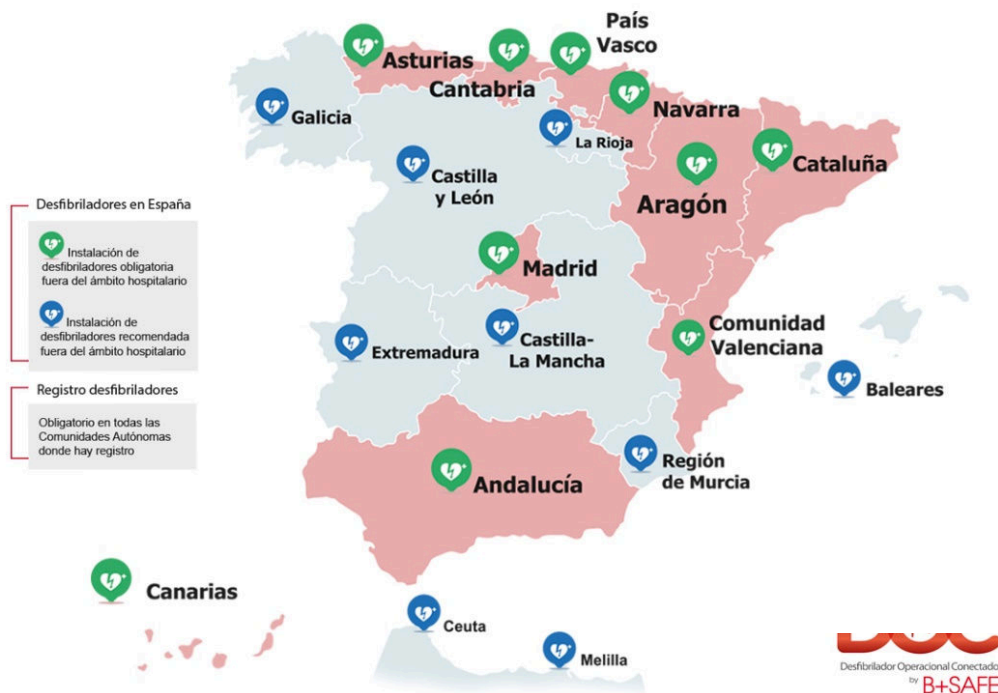 País
Vasco
Asturias
Cantabria
Navarra
Galicia
La Rioja
Cataluña
Castilla
y León
Aragón
Desfibriladores en España
Instalación de
desfibriladores obligatoria
fuera del ámbito hospitalario
Instalación de
desfibriladores recomendada
fuera del ámbito hospitalario
Madrid
Comunidad
Valenciana
Extremadura
Castilla-
La Mancha
Baleares
Registro desfibriladores
Obligatorio en todas las
Comunidades Autónomas
donde hay registro
Región
de Murcia
Andalucía
Canarias
Ceuta
Melilla
Desfibrilador Operacional Conectado
by B+SAFE